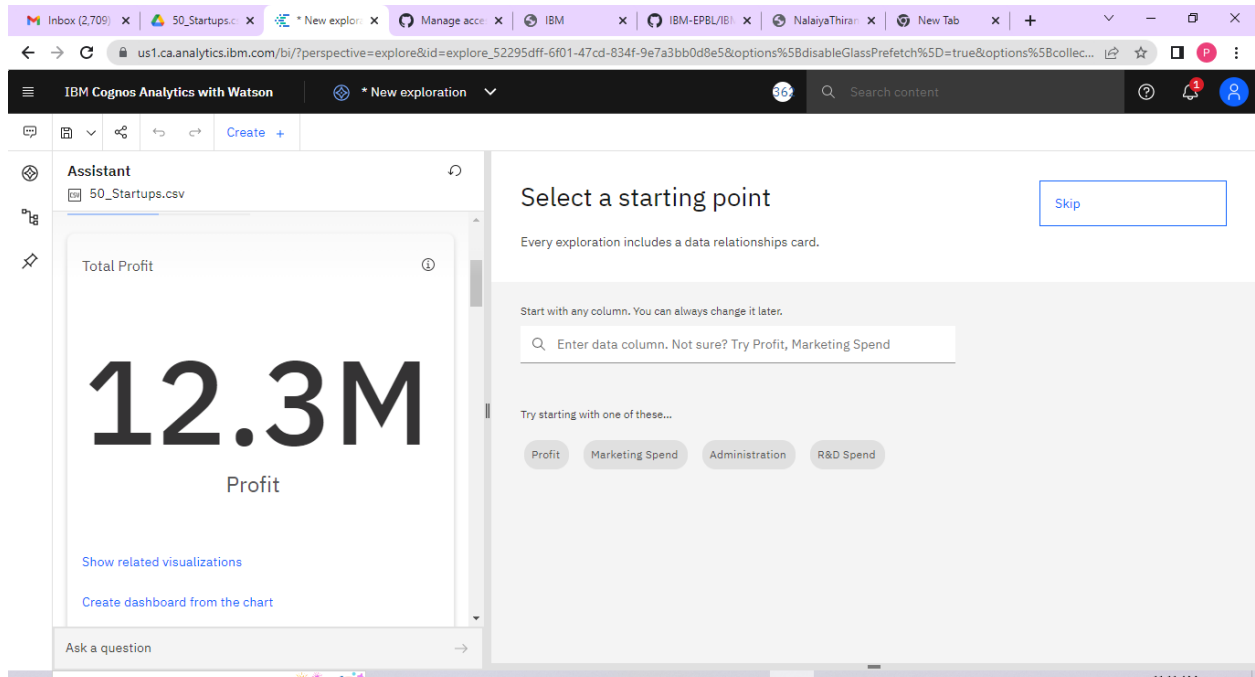 Inbox (2,709)
50_Startups.c
* New explor
Manage acce
IBM
IBM-EPBL/IB
NalaiyaThiran
New Tab
us1.ca.analytics.ibm.com/bi/?perspective=explore&id=explore_52295dff-6f01-47cd-834f-9e7a3bb0d8e5&options%5BdisableGlassPrefetch%5D=true&options%5Bcollec...
P
IBM Cognos Analytics with Watson
* New exploration
362
Search content
1
Create +
Assistant
50_Startups.csv
Total Profit
12.3M
Profit
Show related visualizations
Create dashboard from the chart
Ask a question
Select a starting point
Skip
Every exploration includes a data relationships card.
Start with any column. You can always change it later.
Enter data column. Not sure? Try Profit, Marketing Spend
Try starting with one of these...
Profit
Marketing Spend
Administration
R&D Spend